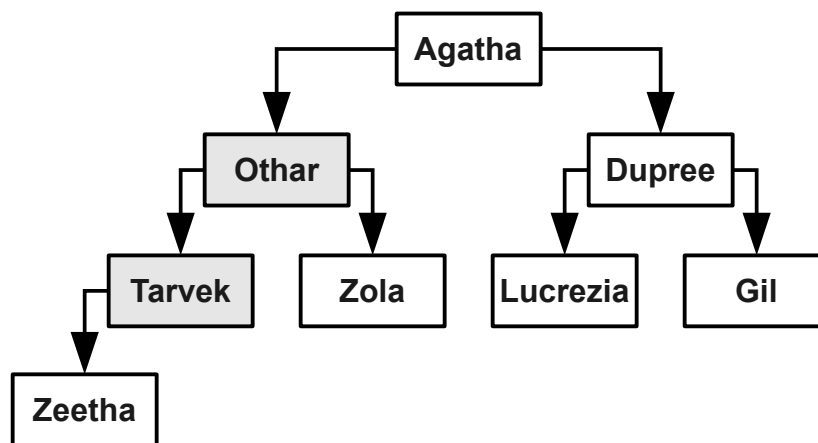 Agatha
Othar
Dupree
Tarvek
Zola
Lucrezia
Gil
Zeetha